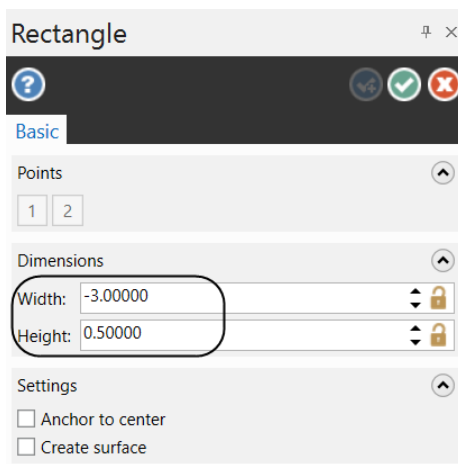 Rectangle
?
Basic
Points
1 2
Dimensions
Width: -3.00000
Height: 0.50000
Settings
Anchor to center
Create surface